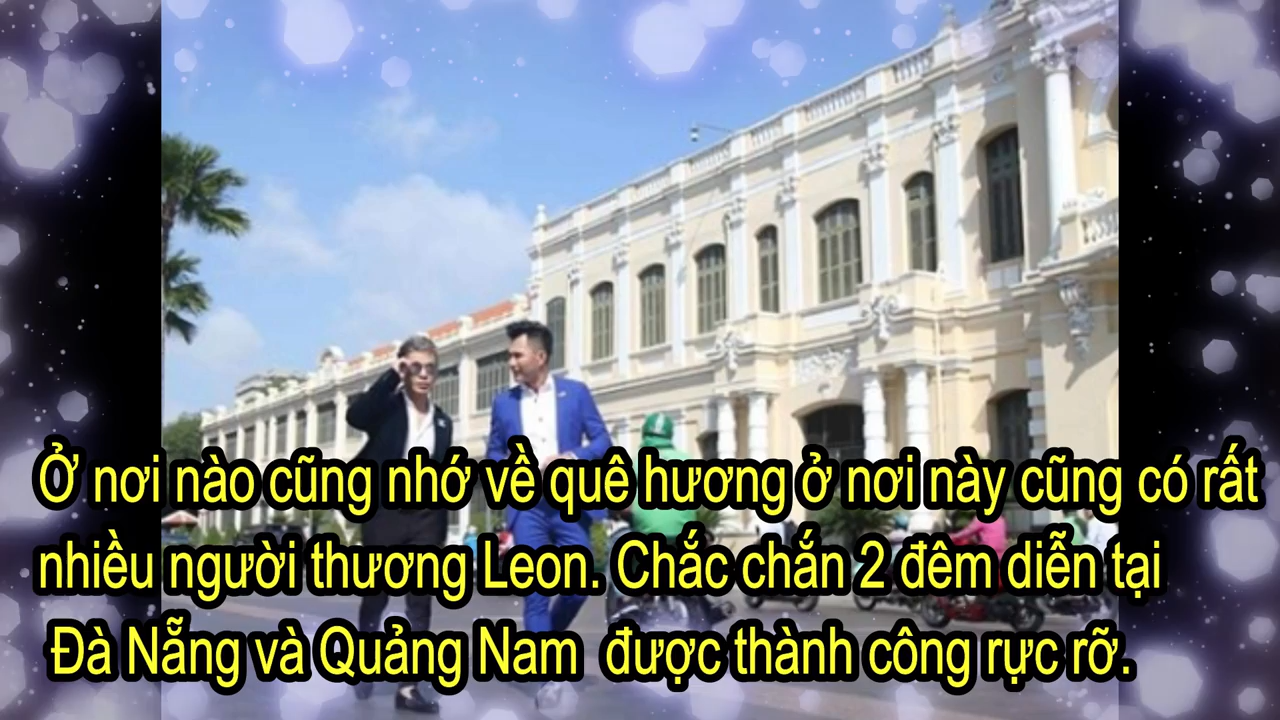 Ở nơi nào cũng nhớ về quê hương ở nơi này cũng có rất
nhiều người thương Leon. Chắc chắn 2 đêm diễn tại
Đà Nẵng và Quảng Nam được thành công rực rỡ.